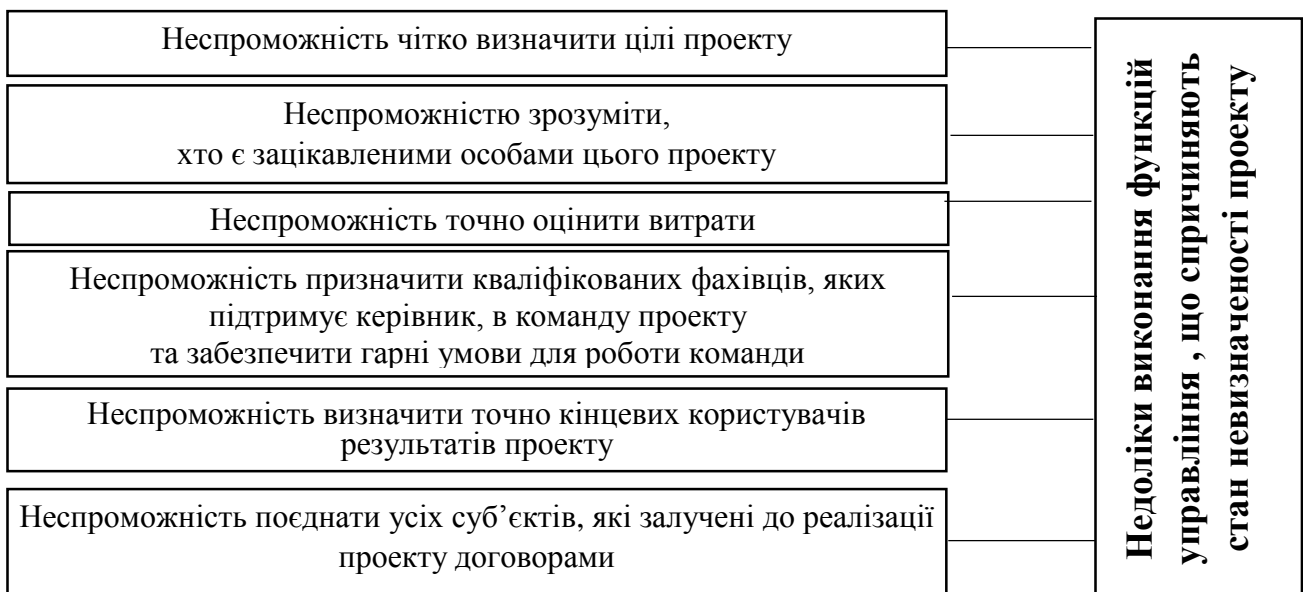 Неспроможність чітко визначити цілі проекту
Неспроможністю зрозуміти,
хто є зацікавленими особами цього проекту
Неспроможність точно оцінити витрати
Неспроможність призначити кваліфікованих фахівців, яких
підтримує керівник, в команду проекту
та забезпечити гарні умови для роботи команди
Неспроможність визначити точно кінцевих користувачів
результатів проекту
Неспроможність поєднати усіх суб’єктів, які залучені до реалізації
проекту договорами
Недоліки виконання функцій
управління , що спричиняють
стан невизначеності проекту